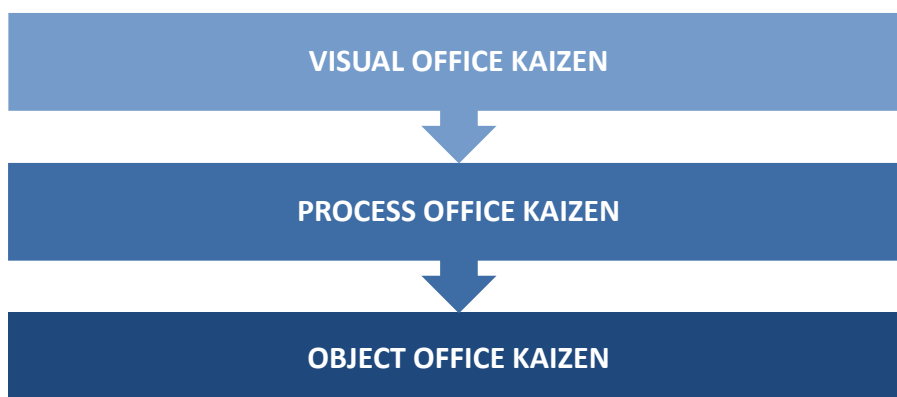 VISUAL OFFICE KAIZEN
PROCESS OFFICE KAIZEN
OBJECT OFFICE KAIZEN